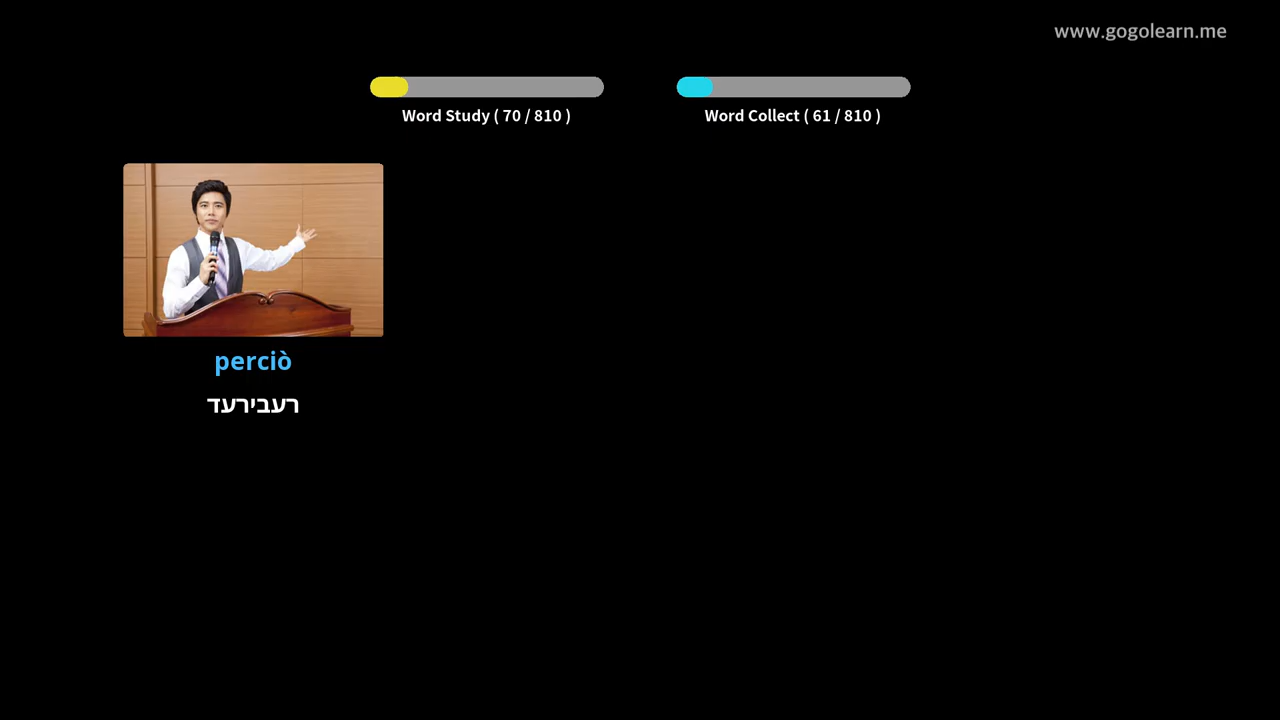 www.gogolearn.me
Word Study ( 70 / 810 )
Word Collect ( 61 / 810 )
perciò
רעבירעד